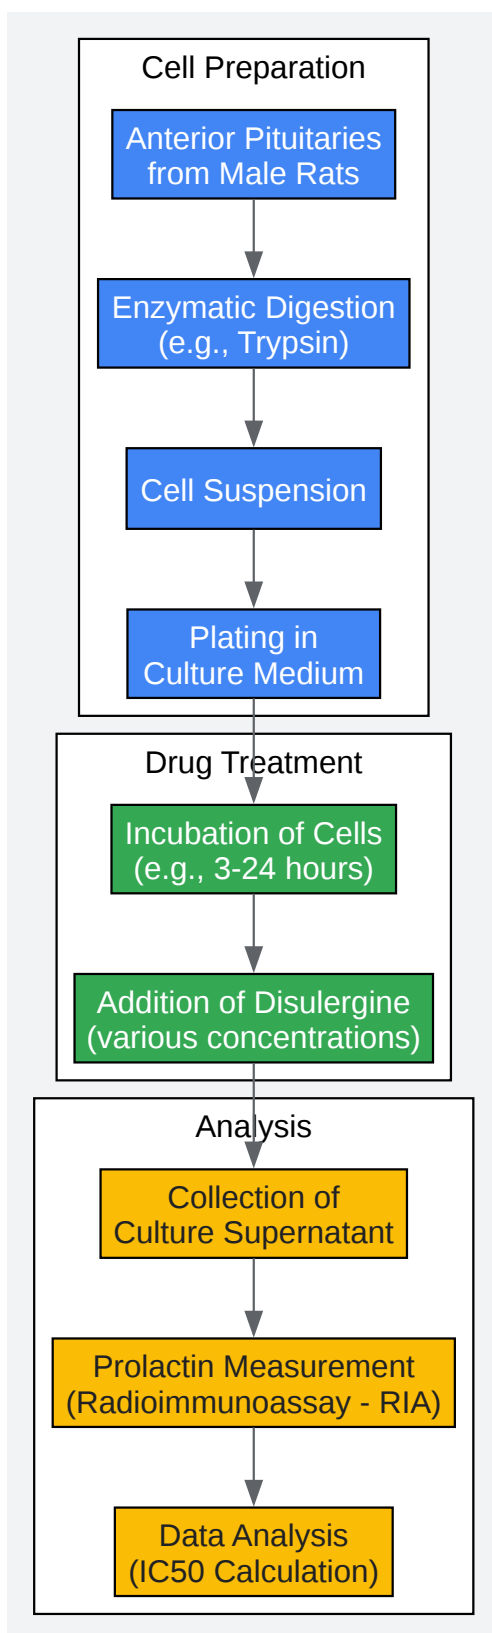 Cell Preparation
Anterior Pituitaries
from Male Rats
Enzymatic Digestion
(e.g., Trypsin)
Cell Suspension
Plating in
Culture Medium
Drug Treatment
Incubation of Cells
(e.g., 3-24 hours)
Addition of Disulergine
(various concentrations)
Analysis
Collection of
Culture Supernatant
Prolactin Measurement
(Radioimmunoassay - RIA)
Data Analysis
(IC50 Calculation)